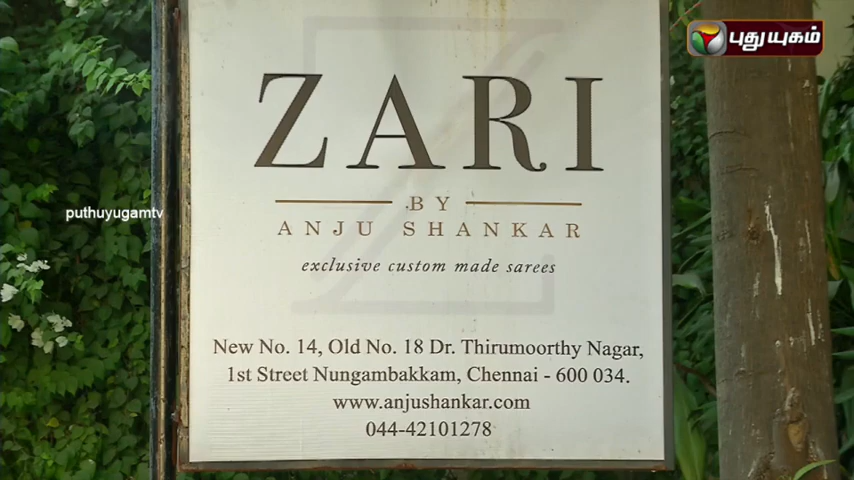 புதுயுகம்
ZARI
BY
ANJU SHANKAR
exclusive custom made sarees
puthuyugamtv
New No. 14, Old No. 18 Dr. Thirumoorthy Nagar,
1st Street Nungambakkam, Chennai - 600 034.
www.anjushankar.com
044-42101278